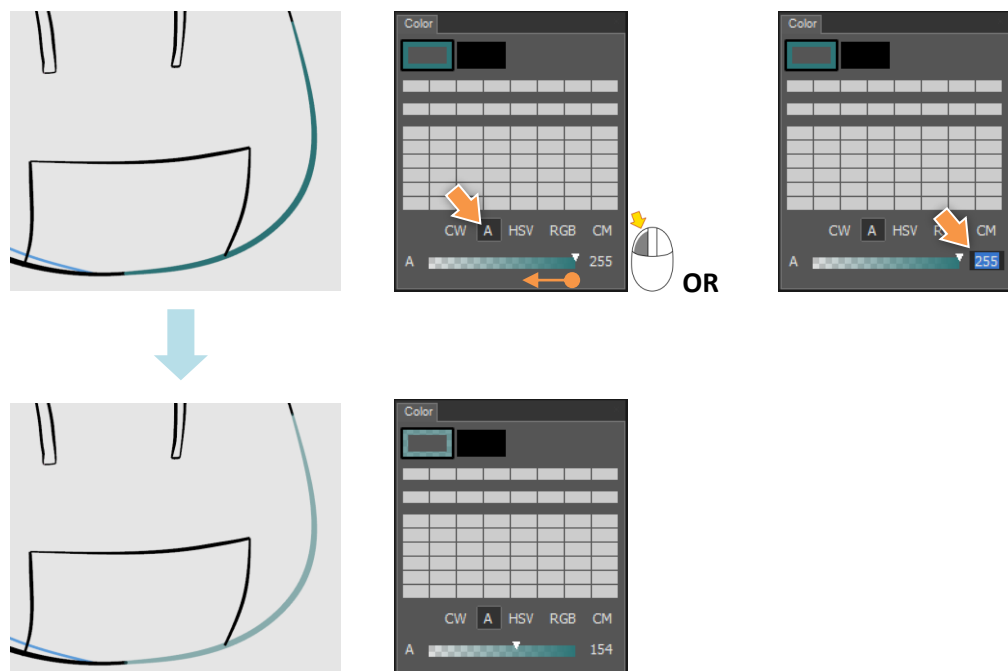 Color
CW A HSV RGB CM
A 255
OR
Color
CW A HSV R CM
A 255
Color
CW A HSV RGB CM
A 154